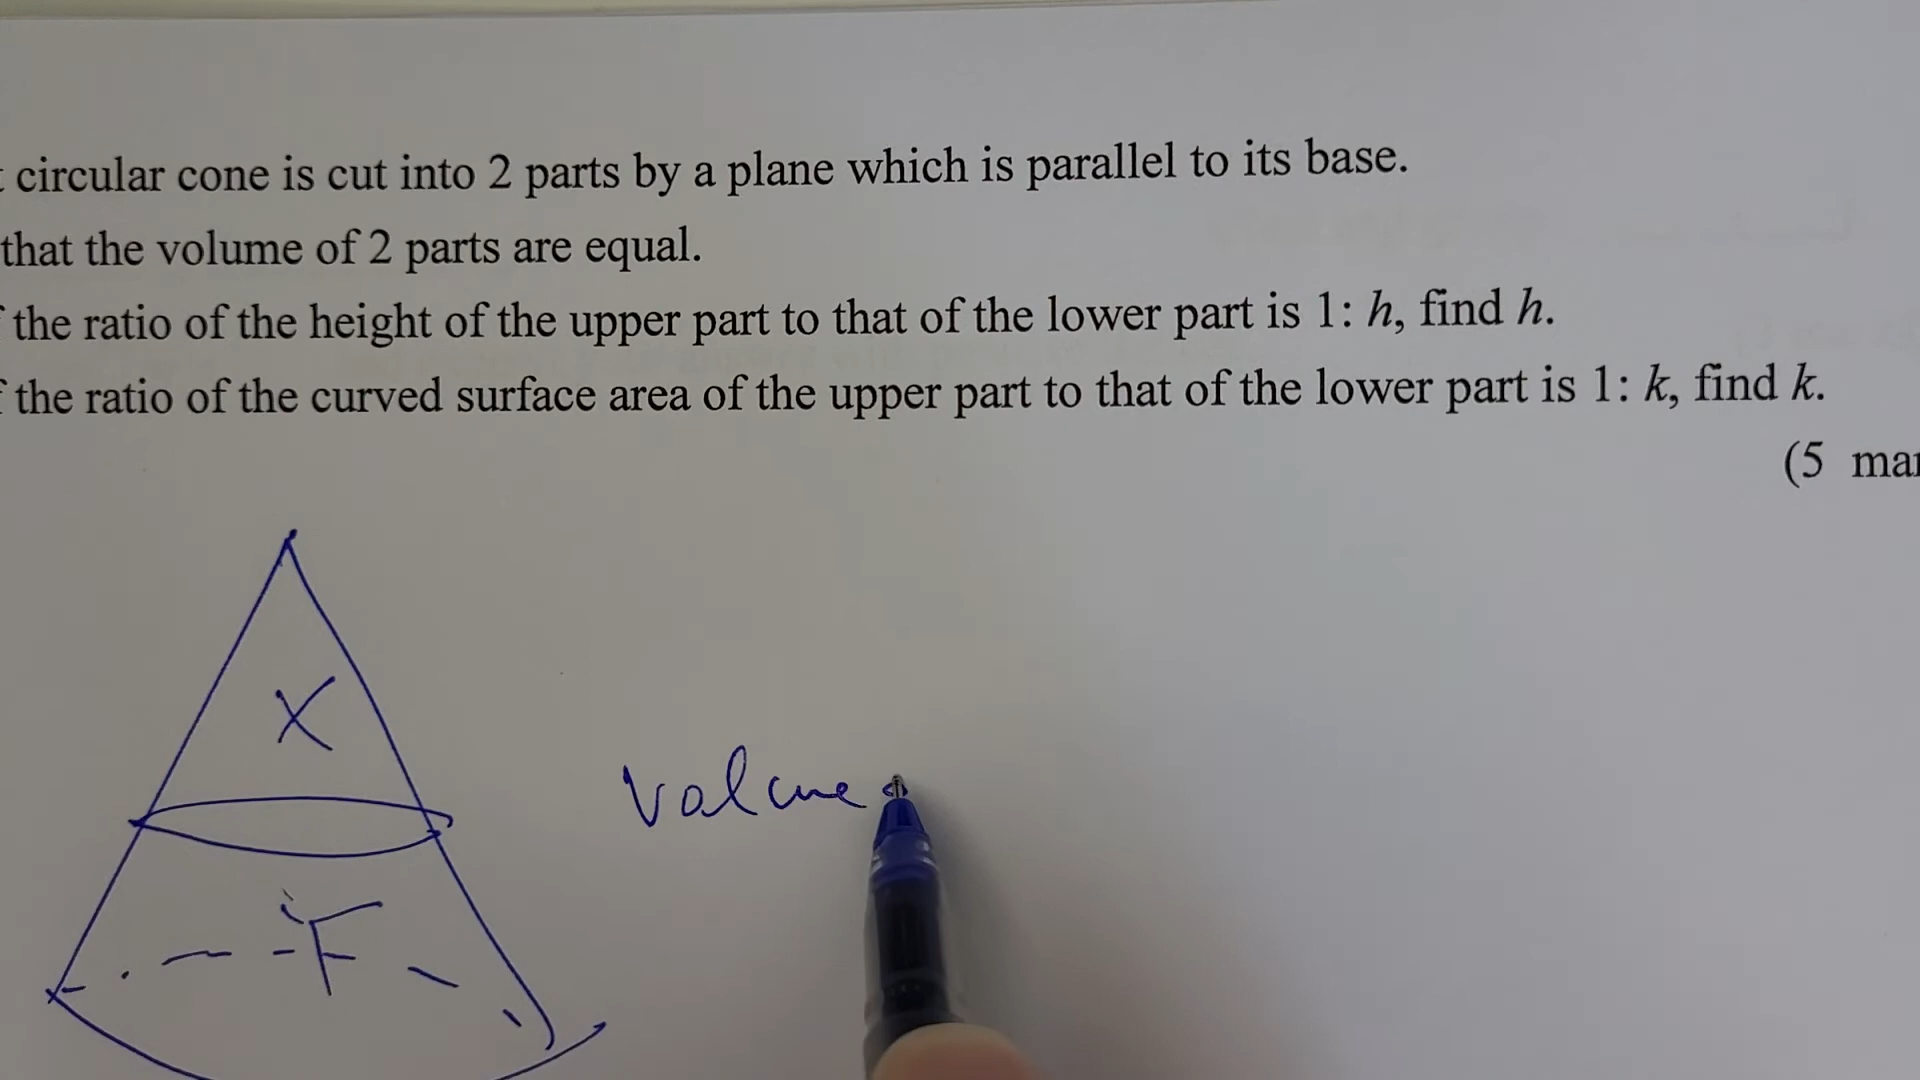 circular cone is cut into 2 parts by a plane which is parallel to its base.
that the volume of 2 parts are equal.
the ratio of the height of the upper part to that of the lower part is 1: h, find h.
the ratio of the curved surface area of the upper part to that of the lower part is 1: k, find k.
(5 mar
X
Volume
F